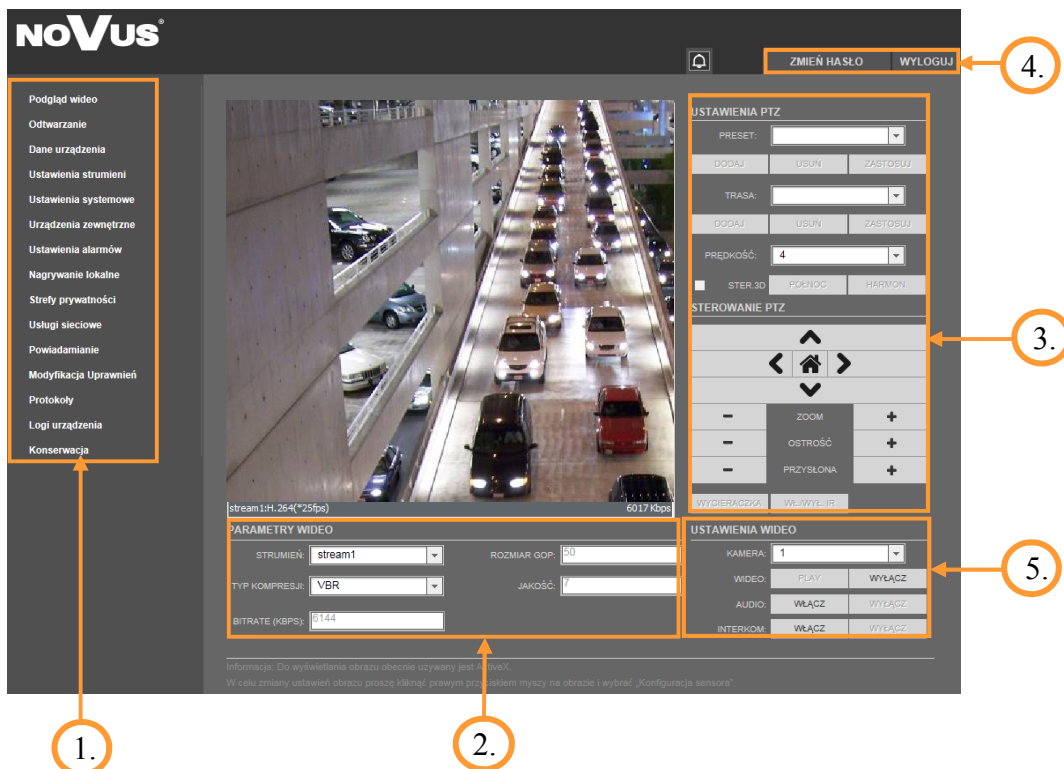 NOVUS®
ZMIEŃ HASŁO WYLOGUJ
4.
Podgląd wideo
Odtwarzanie
Dane urządzenia
Ustawienia strumieni
Ustawienia systemowe
Urządzenia zewnętrzne
Ustawienia alarmów
Nagrywanie lokalne
Strefy prywatności
Usługi sieciowe
Powiadamianie
Modyfikacja Uprawnień
Protokoły
Logi urządzenia
Konserwacja
1.
stream1:H.264(*25fps) 6017 Kbps
PARAMETRY WIDEO
STRUMIEŃ: stream1 ROZMIAR GOP: 50
TYP KOMPRESJI: VBR JAKOŚĆ: 7
BITRATE (KBPS): 6144
2.
USTAWIENIA PTZ
PRESET:
DODAJ USUŃ ZASTOSUJ
TRASA:
DODAJ USUŃ ZASTOSUJ
PRĘDKOŚĆ: 4
STER.3D PÓŁNOC HARMON.
STEROWANIE PTZ
- ZOOM +
- OSTROŚĆ +
- PRZYSŁONA +
WYCIERACZKA WŁ/WYŁ. IR
3.
USTAWIENIA WIDEO
KAMERA: 1
WIDEO: PLAY WYŁĄCZ
AUDIO: WŁĄCZ WYŁĄCZ
INTERKOM: WŁĄCZ WYŁĄCZ
5.
Informacja: Do wyświetlania obrazu obecnie używany jest ActiveX.
W celu zmiany ustawień obrazu proszę kliknąć prawym przyciskiem myszy na obrazie i wybrać „Konfiguracja sensora".